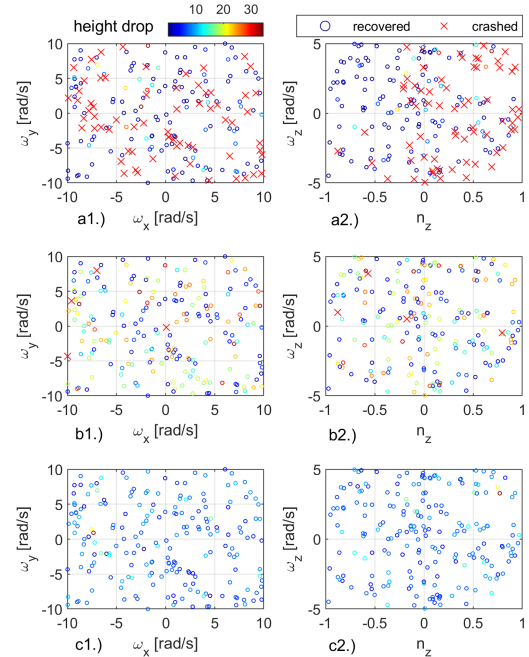 height drop 10 20 30
recovered crashed
10
5
0
-5
-10
-10 -5 0 5 10
ω_y [rad/s]
a1.) ω_x [rad/s]
5
0
-5
-1 -0.5 0 0.5 1
ω_z [rad/s]
a2.) n_z
10
5
0
-5
-10
-10 -5 0 5 10
ω_y [rad/s]
b1.) ω_x [rad/s]
5
0
-5
-1 -0.5 0 0.5 1
ω_z [rad/s]
b2.) n_z
10
5
0
-5
-10
-10 -5 0 5 10
ω_y [rad/s]
c1.) ω_x [rad/s]
5
0
-5
-1 -0.5 0 0.5 1
ω_z [rad/s]
c2.) n_z